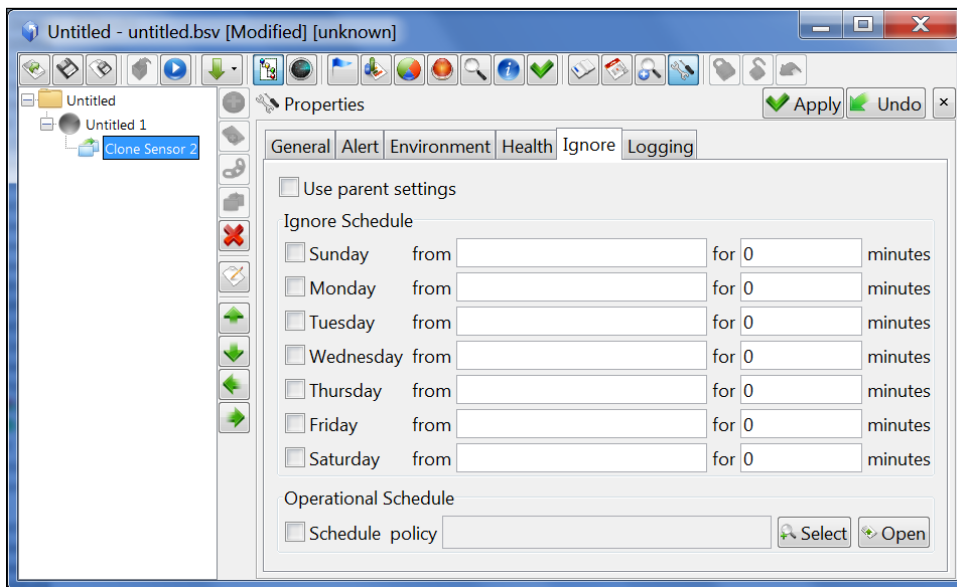 Untitled - untitled.bsv [Modified] [unknown]
Untitled
Untitled 1
Clone Sensor 2
Properties
Apply Undo
General Alert Environment Health Ignore Logging
Use parent settings
Ignore Schedule
Sunday from for 0 minutes
Monday from for 0 minutes
Tuesday from for 0 minutes
Wednesday from for 0 minutes
Thursday from for 0 minutes
Friday from for 0 minutes
Saturday from for 0 minutes
Operational Schedule
Schedule policy Select Open